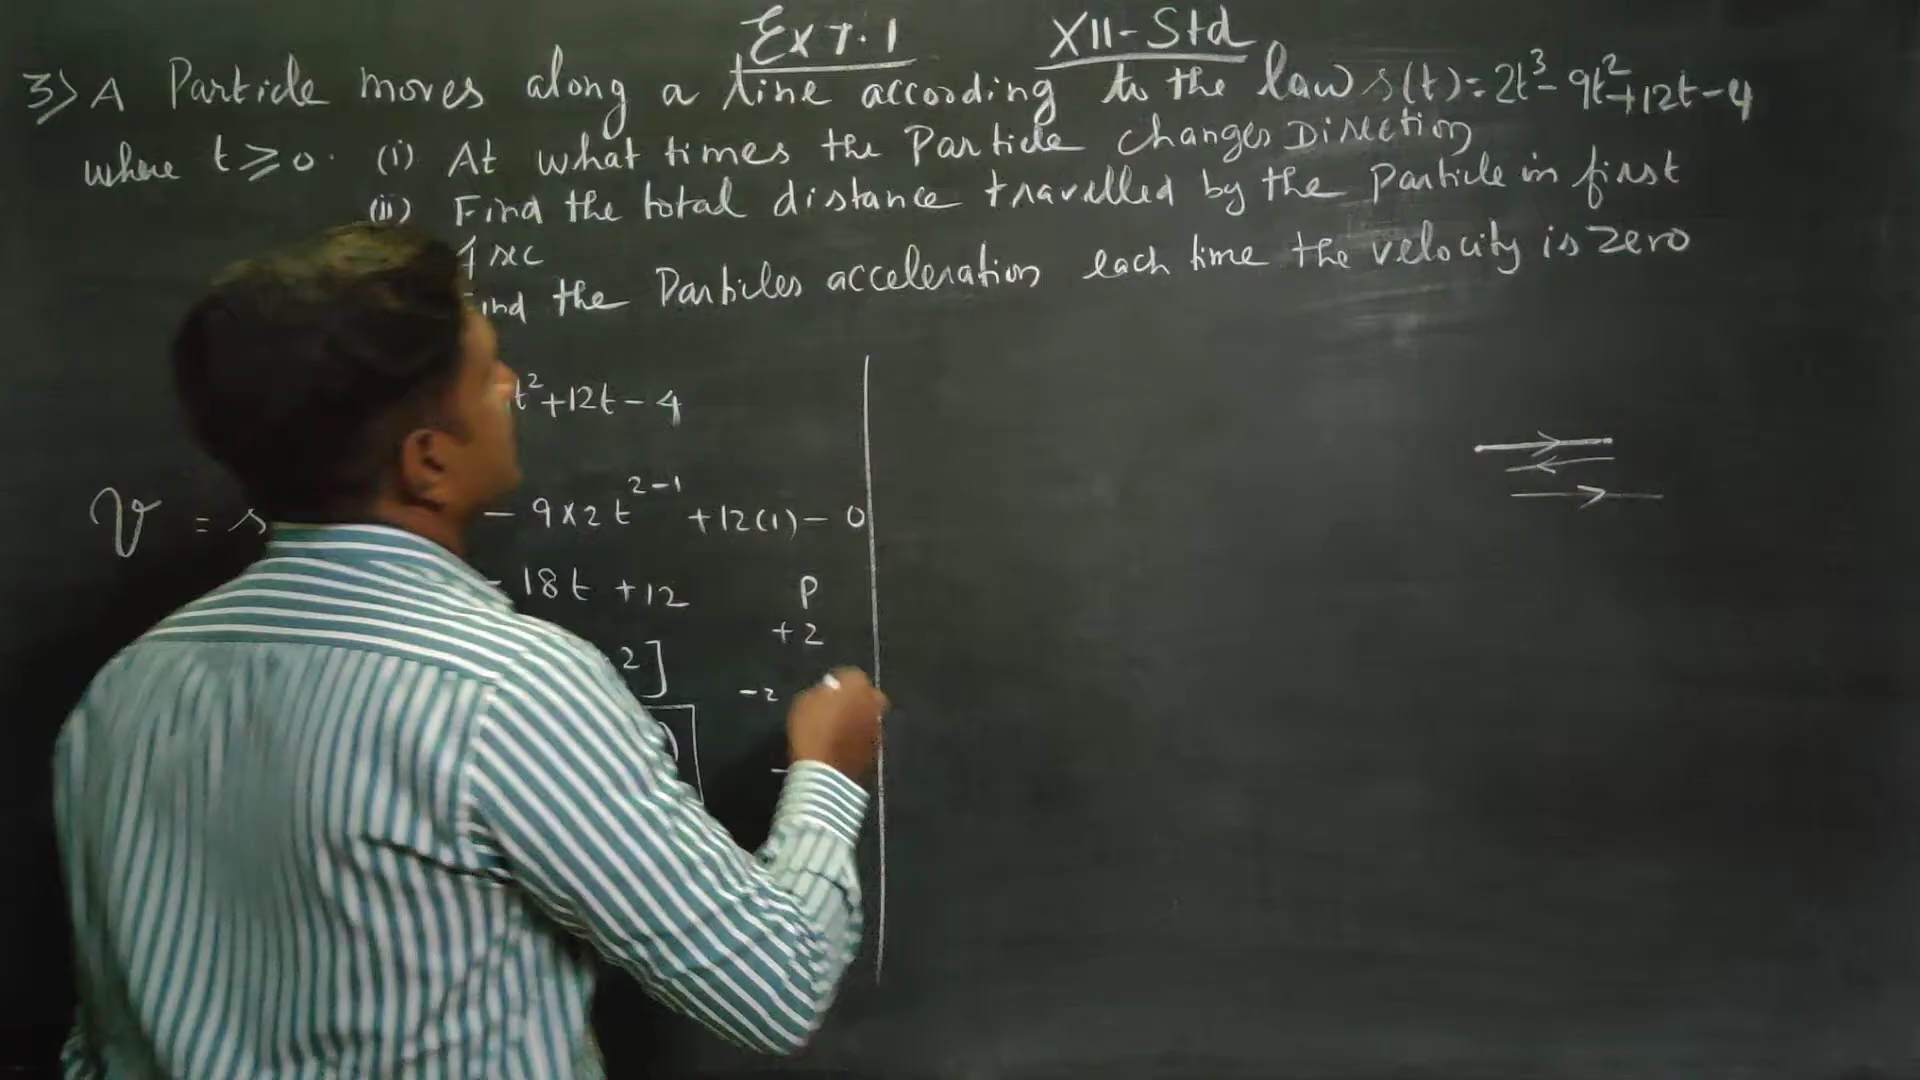 Ex 7.1 XII-Std
3) A Particle moves along a line according to the law s(t) = 2t³ - 9t² + 12t - 4
where t ≥ 0. (i) At what times the Particle changes Direction
(ii) Find the total distance travelled by the particle in first
4 sec
ind the Particles acceleration each time the velocity is zero
t² + 12t - 4
V = s - 9 × 2 t²⁻¹ + 12(1) - 0
- 18t + 12 P
+2
2]
-2
)
-